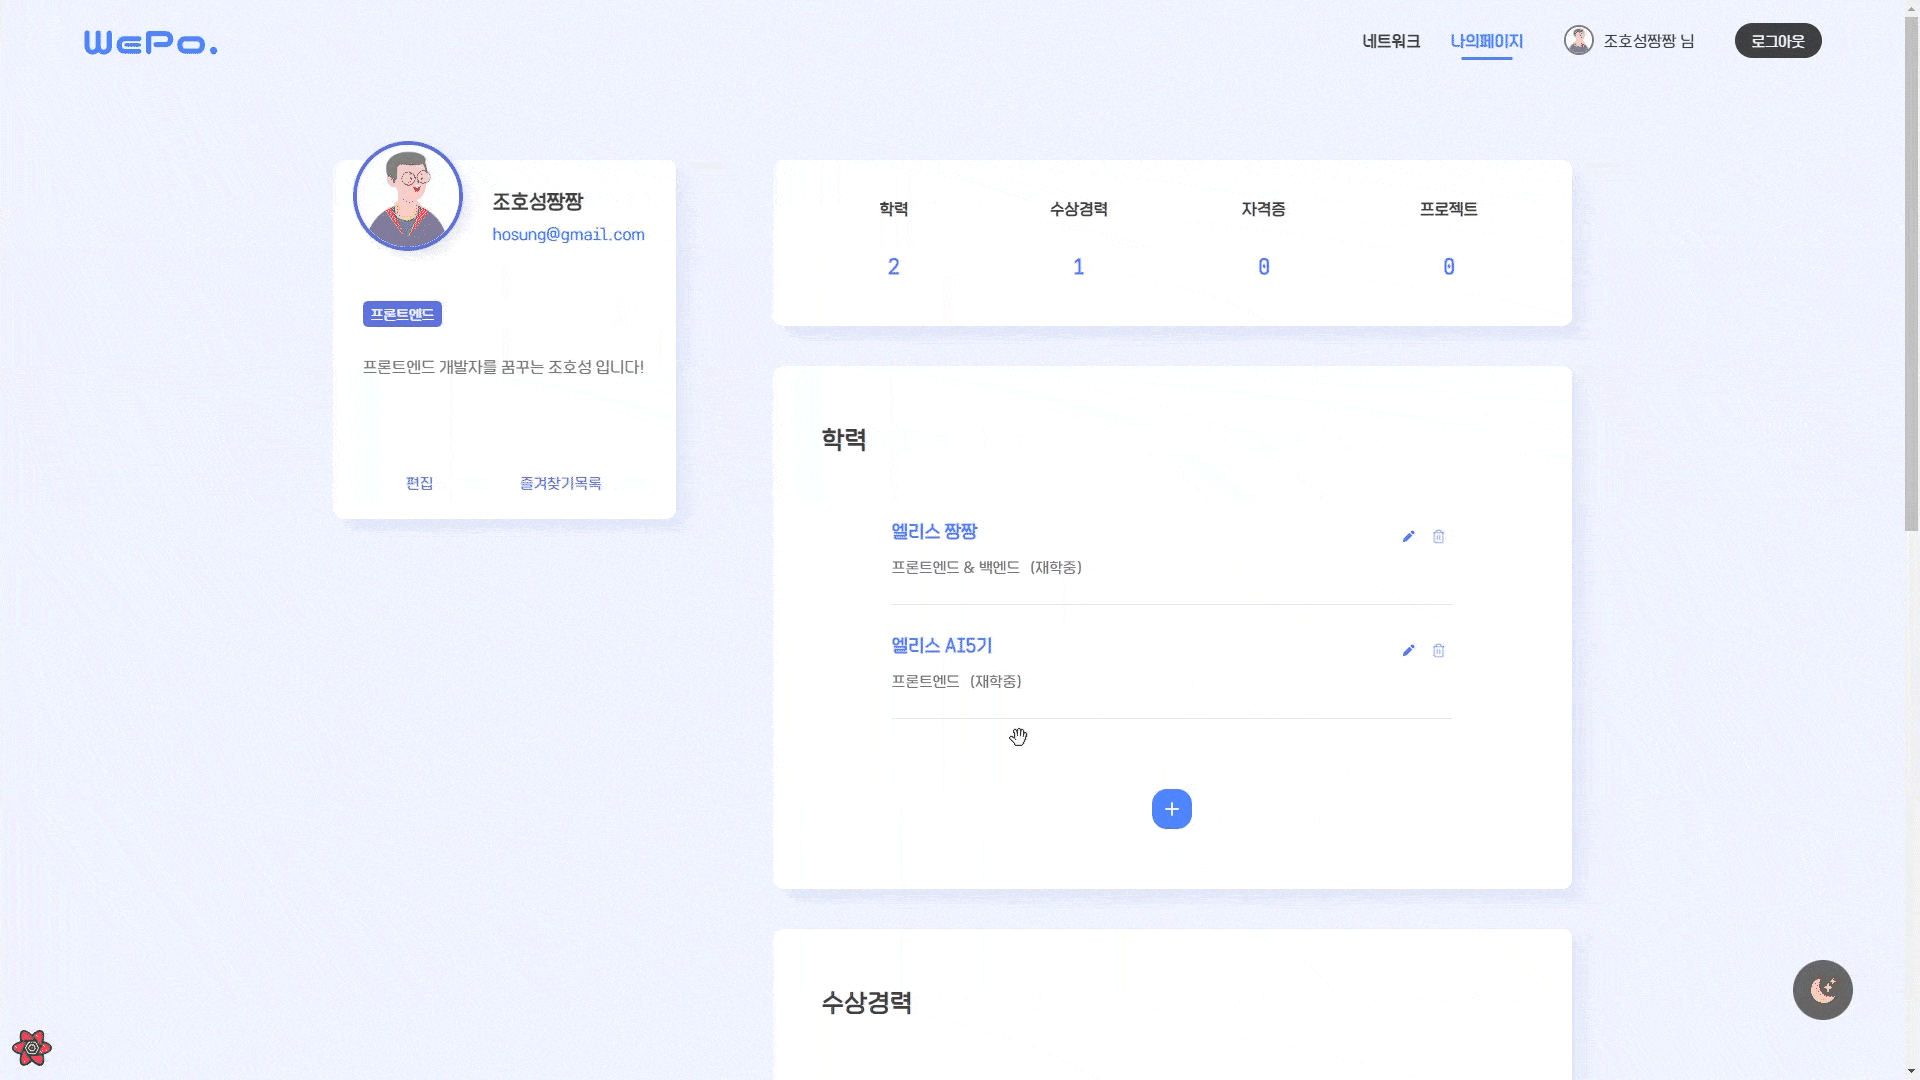 WePo.
네트워크 나의페이지 조호성짱짱 님 로그아웃
조호성짱짱
hosung@gmail.com
프론트엔드
프론트엔드 개발자를 꿈꾸는 조호성 입니다!
편집 즐겨찾기목록
학력 수상경력 자격증 프로젝트
2 1 0 0
학력
엘리스 짱짱
프론트엔드 & 백엔드 (재학중)
엘리스 AI5기
프론트엔드 (재학중)
+
수상경력